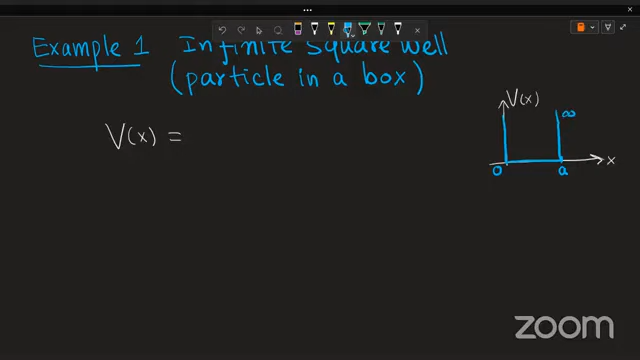 Example 1 Infinite Square Well
(particle in a box)
V(x)
∞
V(x) =
x
0
a
zoom